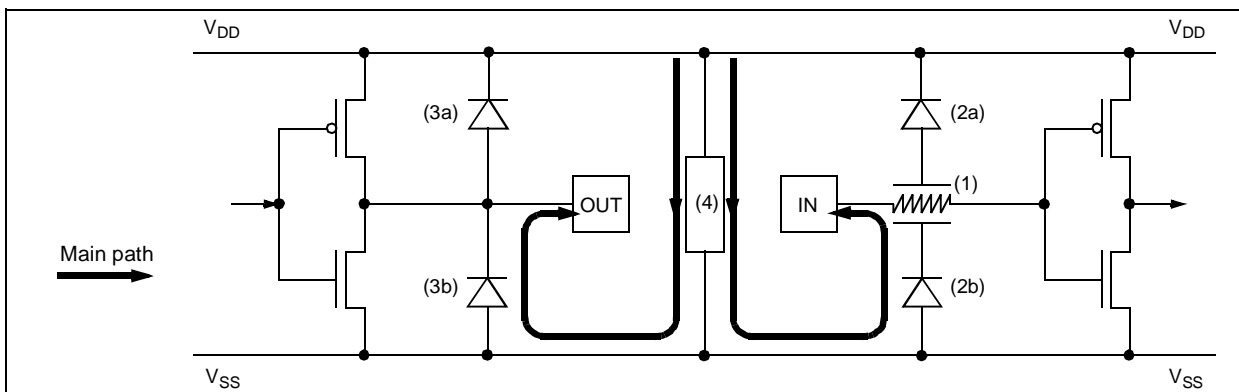 VDD
VDD
(3a)
(2a)
(1)
OUT
(4)
IN
Main path
(3b)
(2b)
VSS
VSS